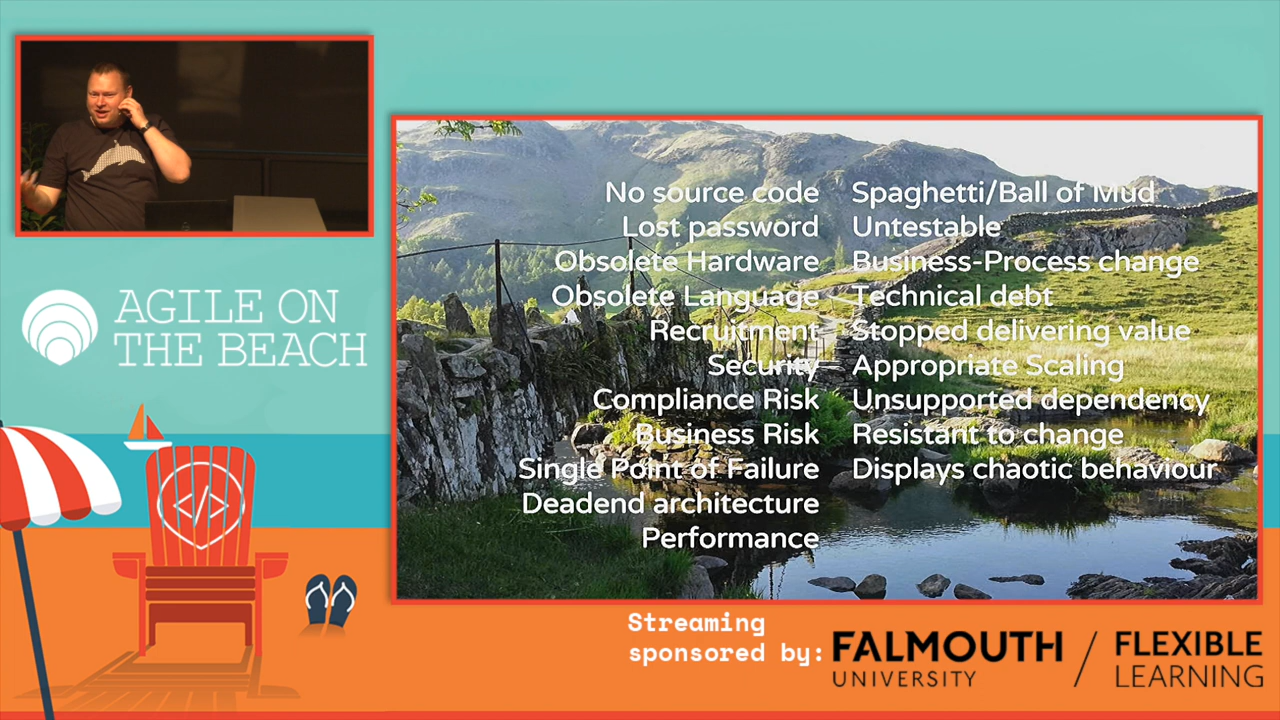 AGILE ON
THE BEACH
</>
No source code
Lost password
Obsolete Hardware
Obsolete Language
Recruitment
Security
Compliance Risk
Business Risk
Single Point of Failure
Deadend architecture
Performance
Spaghetti/Ball of Mud
Untestable
Business-Process change
Technical debt
Stopped delivering value
Appropriate Scaling
Unsupported dependency
Resistant to change
Displays chaotic behaviour
Streaming
sponsored by:
FALMOUTH
UNIVERSITY
/
FLEXIBLE
LEARNING